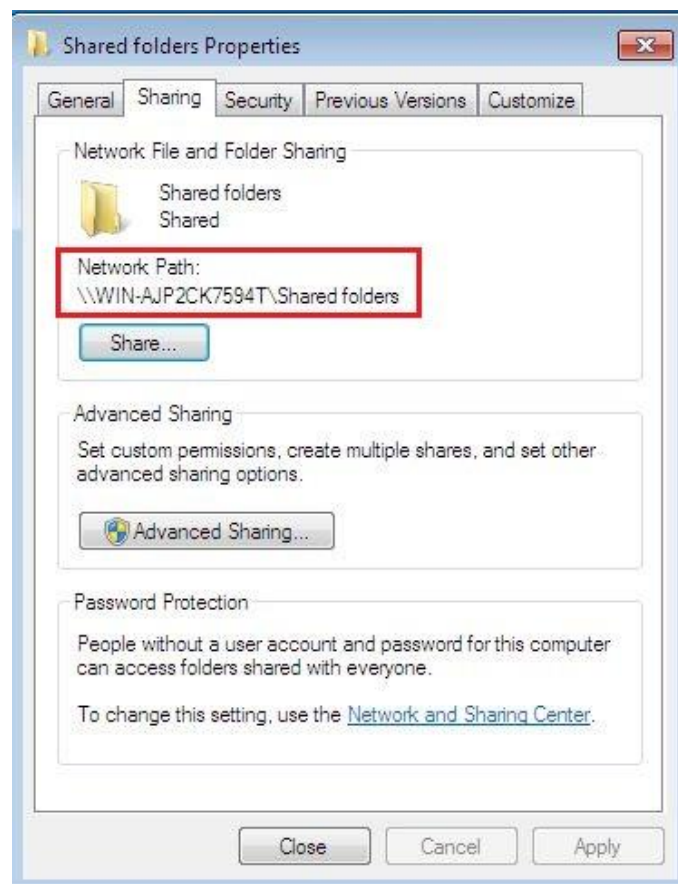 Shared folders Properties
General Sharing Security Previous Versions Customize
Network File and Folder Sharing
Shared folders
Shared
Network Path:
\\WIN-AJP2CK7594T\Shared folders
Share...
Advanced Sharing
Set custom permissions, create multiple shares, and set other
advanced sharing options.
Advanced Sharing...
Password Protection
People without a user account and password for this computer
can access folders shared with everyone.
To change this setting, use the Network and Sharing Center.
Close Cancel Apply